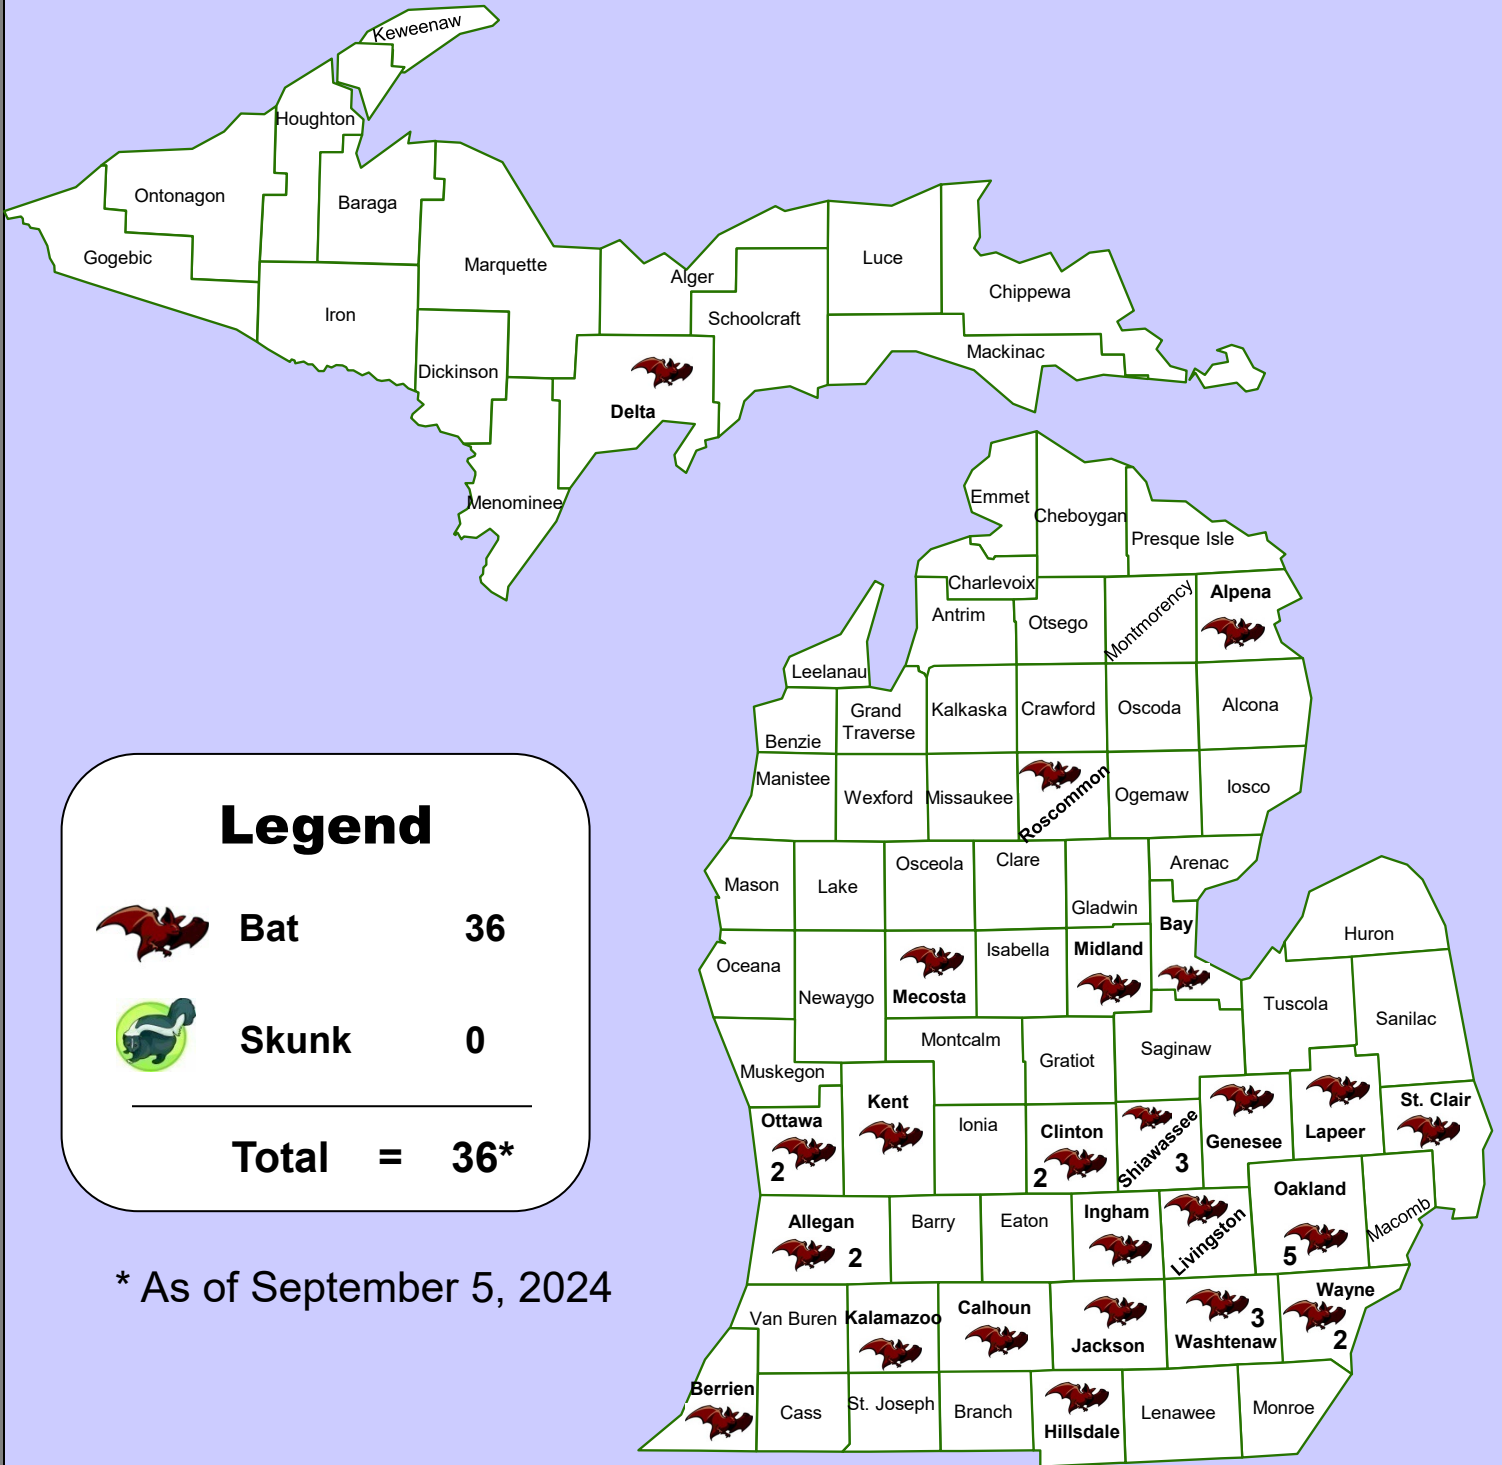 Keweenaw
Houghton
Ontonagon
Baraga
Gogebic
Marquette
Iron
Alger
Luce
Chippewa
Schoolcraft
Mackinac
Dickinson
Delta
Menominee
Emmet
Cheboygan
Presque Isle
Charlevoix
Antrim
Otsego
Montmorency
Alpena
Leelanau
Benzie
Grand
Traverse
Kalkaska
Crawford
Oscoda
Alcona
Manistee
Wexford
Missaukee
Roscommon
Ogemaw
Iosco
Mason
Lake
Osceola
Clare
Gladwin
Arenac
Bay
Huron
Oceana
Newaygo
Mecosta
Isabella
Midland
Tuscola
Sanilac
Muskegon
Montcalm
Gratiot
Saginaw
Ottawa
2
Kent
Ionia
Clinton
2
Shiawassee
3
Genesee
Lapeer
St. Clair
Allegan
2
Barry
Eaton
Ingham
Livingston
Oakland
5
Macomb
Van Buren
Kalamazoo
Calhoun
Jackson
3
Washtenaw
Wayne
2
Berrien
Cass
St. Joseph
Branch
Hillsdale
Lenawee
Monroe
Legend
Bat 36
Skunk 0
Total = 36*
* As of September 5, 2024